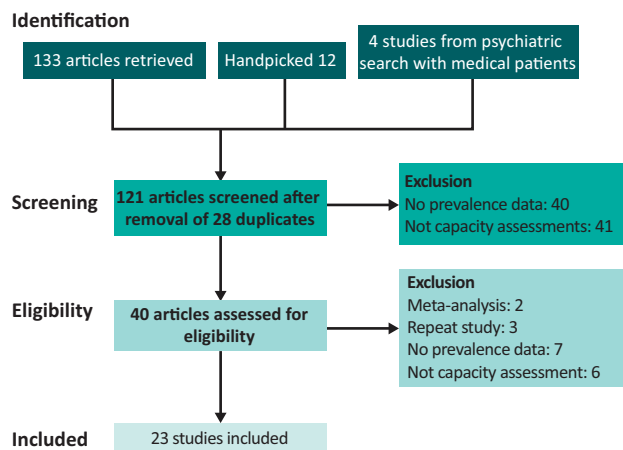 Identification
133 articles retrieved
Handpicked 12
4 studies from psychiatric
search with medical patients
Screening
121 articles screened after
removal of 28 duplicates
Exclusion
No prevalence data: 40
Not capacity assessments: 41
Eligibility
40 articles assessed for
eligibility
Exclusion
Meta-analysis: 2
Repeat study: 3
No prevalence data: 7
Not capacity assessment: 6
Included
23 studies included